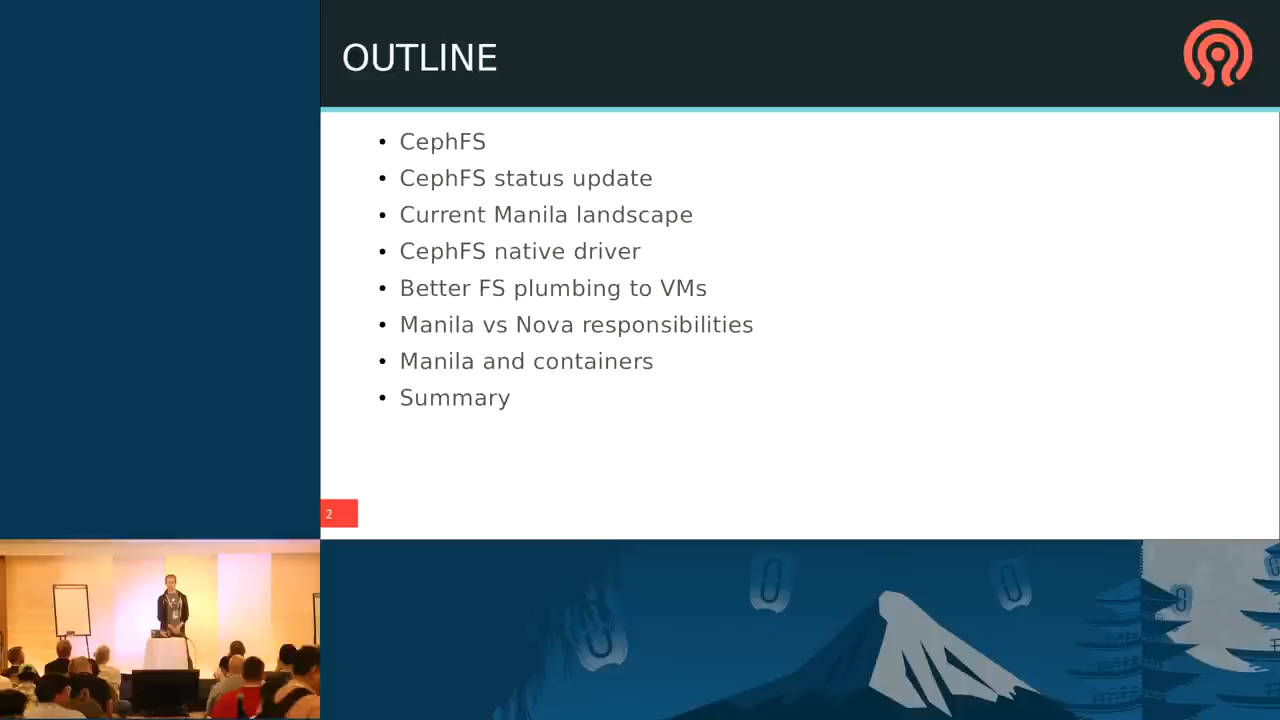 OUTLINE
• CephFS
• CephFS status update
• Current Manila landscape
• CephFS native driver
• Better FS plumbing to VMs
• Manila vs Nova responsibilities
• Manila and containers
• Summary
2